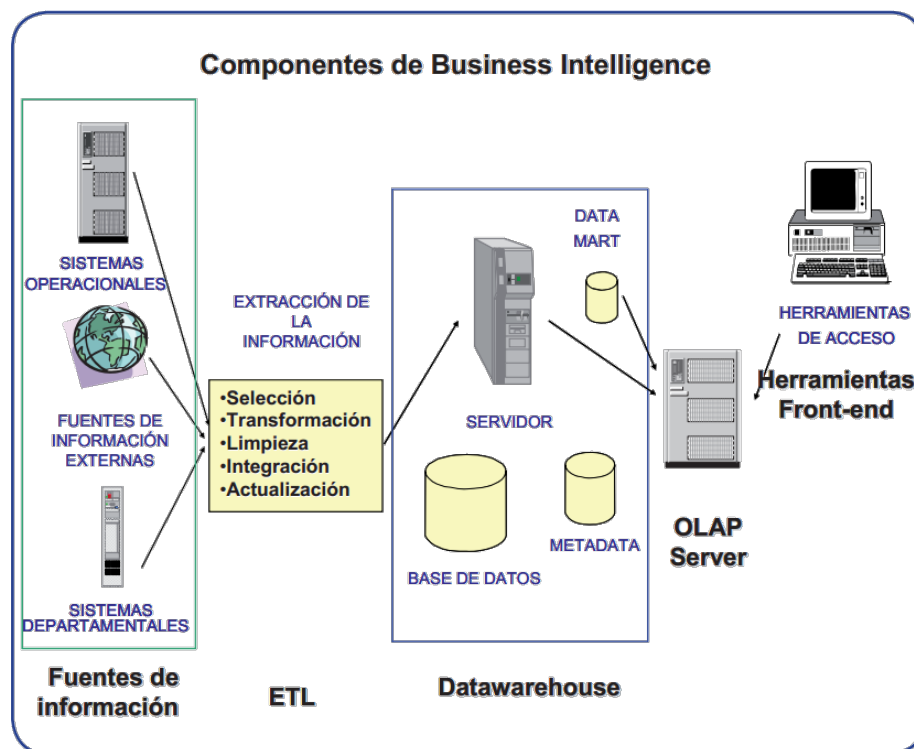 Componentes de Business Intelligence
SISTEMAS
OPERACIONALES
FUENTES DE
INFORMACIÓN
EXTERNAS
SISTEMAS
DEPARTAMENTALES
Fuentes de
información
EXTRACCIÓN DE
LA
INFORMACIÓN
•Selección
•Transformación
•Limpieza
•Integración
•Actualización
ETL
DATA
MART
SERVIDOR
BASE DE DATOS
METADATA
Datawarehouse
OLAP
Server
HERRAMIENTAS
DE ACCESO
Herramientas
Front-end